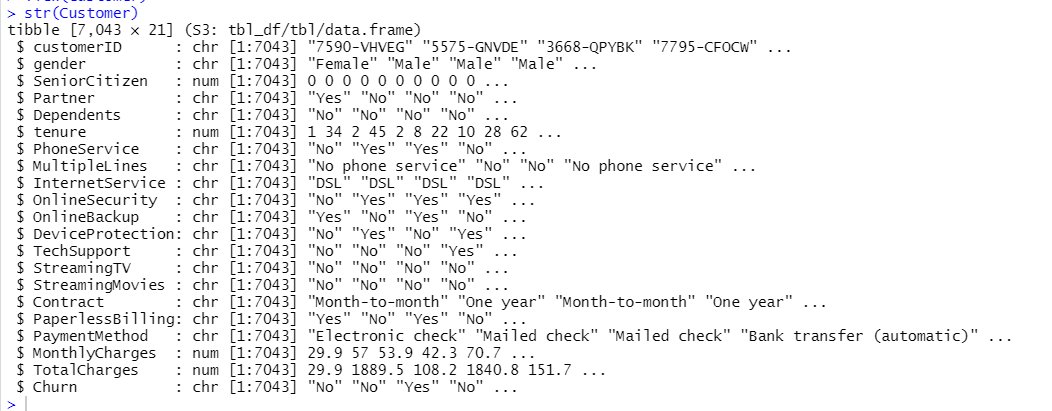 > str(Customer)
tibble [7,043 × 21] (S3: tbl_df/tbl/data.frame)
 $ customerID      : chr [1:7043] "7590-VHVEG" "5575-GNVDE" "3668-QPYBK" "7795-CFOCW" ...
 $ gender          : chr [1:7043] "Female" "Male" "Male" "Male" ...
 $ SeniorCitizen   : num [1:7043] 0 0 0 0 0 0 0 0 0 0 ...
 $ Partner         : chr [1:7043] "Yes" "No" "No" "No" ...
 $ Dependents      : chr [1:7043] "No" "No" "No" "No" ...
 $ tenure          : num [1:7043] 1 34 2 45 2 8 22 10 28 62 ...
 $ PhoneService    : chr [1:7043] "No" "Yes" "Yes" "No" ...
 $ MultipleLines   : chr [1:7043] "No phone service" "No" "No" "No phone service" ...
 $ InternetService : chr [1:7043] "DSL" "DSL" "DSL" "DSL" ...
 $ OnlineSecurity  : chr [1:7043] "No" "Yes" "Yes" "Yes" ...
 $ OnlineBackup    : chr [1:7043] "Yes" "No" "Yes" "No" ...
 $ DeviceProtection: chr [1:7043] "No" "Yes" "No" "Yes" ...
 $ TechSupport     : chr [1:7043] "No" "No" "No" "Yes" ...
 $ StreamingTV     : chr [1:7043] "No" "No" "No" "No" ...
 $ StreamingMovies : chr [1:7043] "No" "No" "No" "No" ...
 $ Contract        : chr [1:7043] "Month-to-month" "One year" "Month-to-month" "One year" ...
 $ PaperlessBilling: chr [1:7043] "Yes" "No" "Yes" "No" ...
 $ PaymentMethod   : chr [1:7043] "Electronic check" "Mailed check" "Mailed check" "Bank transfer (automatic)" ...
 $ MonthlyCharges  : num [1:7043] 29.9 57 53.9 42.3 70.7 ...
 $ TotalCharges    : num [1:7043] 29.9 1889.5 108.2 1840.8 151.7 ...
 $ Churn           : chr [1:7043] "No" "No" "Yes" "No" ...
>